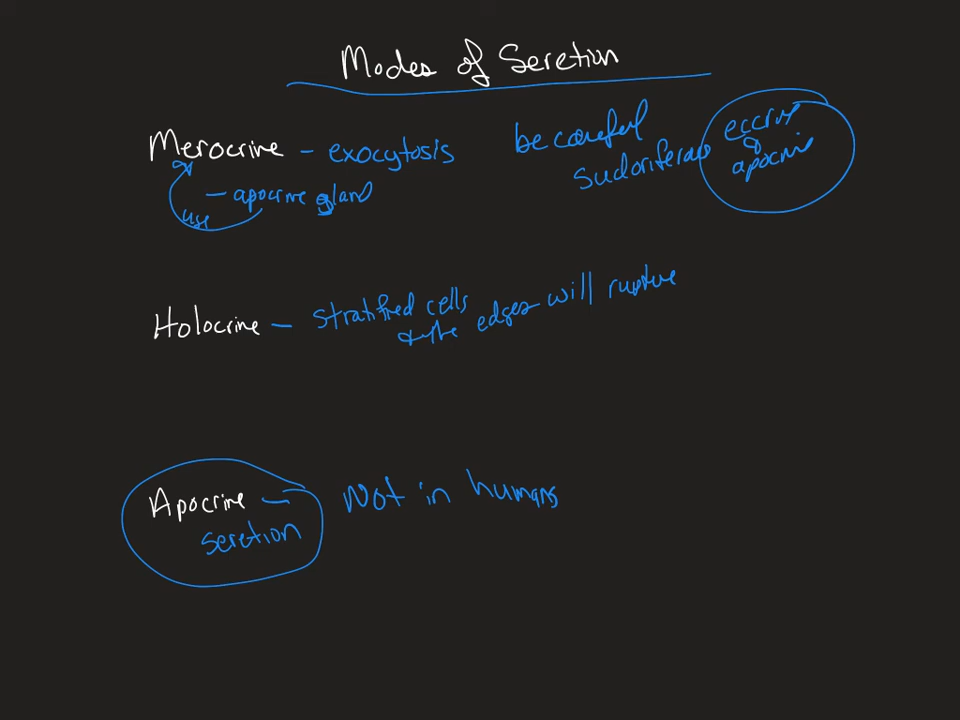 Modes of Seretion
Merocrine - exocytosis
- apocrine gland
use
be careful
sudoriferous
eccrine
&
apocrine
Holocrine - stratified cells
edges will rupture
Apocrine - Not in humans
seretion